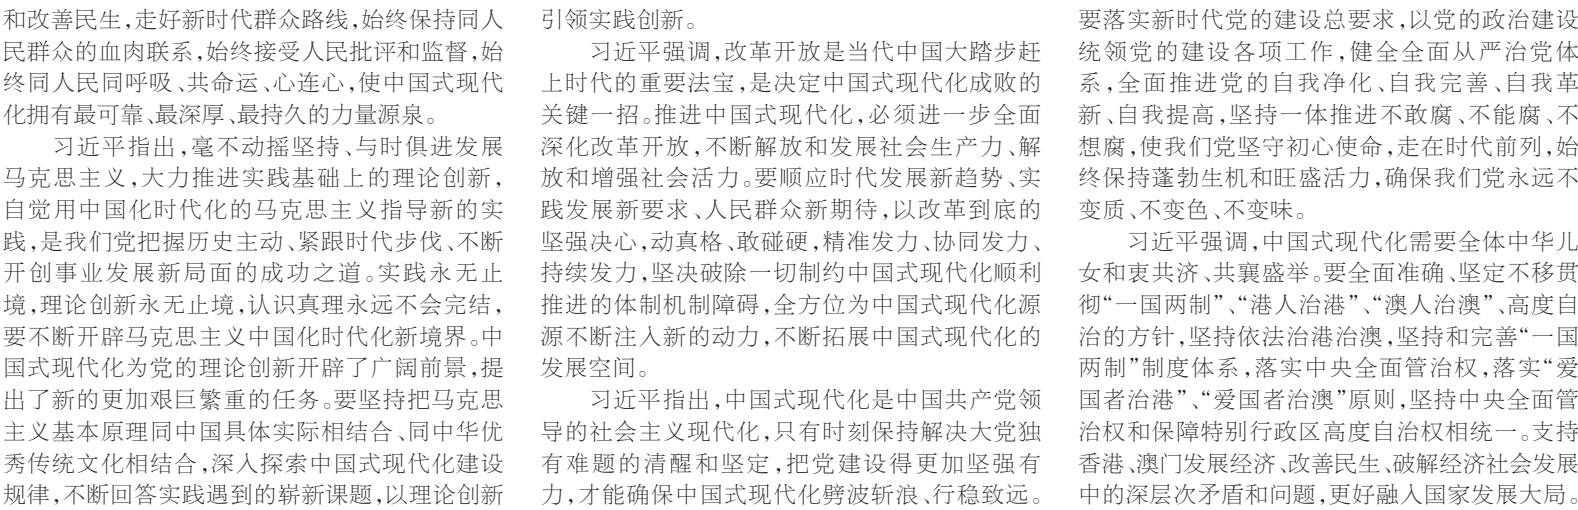 和改善民生，走好新时代群众路线，始终保持同人
民群众的血肉联系，始终接受人民批评和监督，始
终同人民同呼吸、共命运、心连心，使中国式现代
化拥有最可靠、最深厚、最持久的力量源泉。
习近平指出，毫不动摇坚持、与时俱进发展
马克思主义，大力推进实践基础上的理论创新，
自觉用中国化时代化的马克思主义指导新的实
践，是我们党把握历史主动、紧跟时代步伐、不断
开创事业发展新局面的成功之道。实践永无止
境，理论创新永无止境，认识真理永远不会完结，
要不断开辟马克思主义中国化时代化新境界。中
国式现代化为党的理论创新开辟了广阔前景，提
出了新的更加艰巨繁重的任务。要坚持把马克思
主义基本原理同中国具体实际相结合、同中华优
秀传统文化相结合，深入探索中国式现代化建设
规律，不断回答实践遇到的崭新课题，以理论创新
引领实践创新。
习近平强调，改革开放是当代中国大踏步赶
上时代的重要法宝，是决定中国式现代化成败的
关键一招。推进中国式现代化，必须进一步全面
深化改革开放，不断解放和发展社会生产力、解
放和增强社会活力。要顺应时代发展新趋势、实
践发展新要求、人民群众新期待，以改革到底的
坚强决心，动真格、敢碰硬，精准发力、协同发力、
持续发力，坚决破除一切制约中国式现代化顺利
推进的体制机制障碍，全方位为中国式现代化源
源不断注入新的动力，不断拓展中国式现代化的
发展空间。
习近平指出，中国式现代化是中国共产党领
导的社会主义现代化，只有时刻保持解决大党独
有难题的清醒和坚定，把党建设得更加坚强有
力，才能确保中国式现代化劈波斩浪、行稳致远。
要落实新时代党的建设总要求，以党的政治建设
统领党的建设各项工作，健全全面从严治党体
系，全面推进党的自我净化、自我完善、自我革
新、自我提高，坚持一体推进不敢腐、不能腐、不
想腐，使我们党坚守初心使命，走在时代前列，始
终保持蓬勃生机和旺盛活力，确保我们党永远不
变质、不变色、不变味。
习近平强调，中国式现代化需要全体中华儿
女和衷共济、共襄盛举。要全面准确、坚定不移贯
彻“一国两制”、“港人治港”、“澳人治澳”、高度自
治的方针，坚持依法治港治澳，坚持和完善“一国
两制”制度体系，落实中央全面管治权，落实“爱
国者治港”、“爱国者治澳”原则，坚持中央全面管
治权和保障特别行政区高度自治权相统一。支持
香港、澳门发展经济、改善民生、破解经济社会发展
中的深层次矛盾和问题，更好融入国家发展大局。